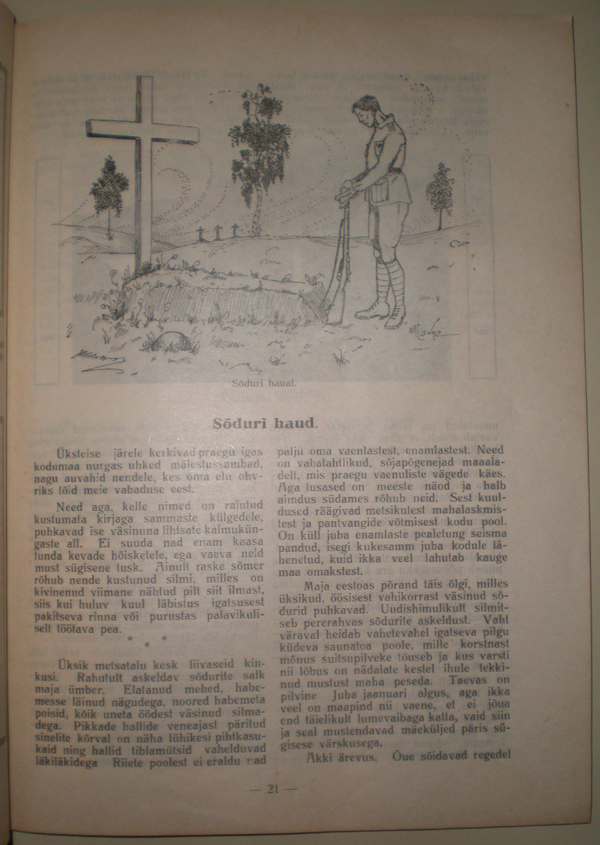 Sõduri haual.
Sõduri haud.
Üksteise järele kerkivad praegu igas
kodumaa nurgas uhked mälestussambad,
nagu auvahid nendele, kes oma elu ohv-
riks tõid meie vabaduse eest.
Need aga, kelle nimed on raiutud
kustumata kirjaga sammaste külgedele,
puhkavad ise väsinuna lihtsate kalmukün-
gaste all. Ei suuda nad enam kaasa
tunda kevade hõiskeleie, ega vaeva neid
must sügisene tusk. Ainult raske sõmer
rõhub nende kustunud silmi, milles on
kivinenud viimane nähtud pilt siit ilmast,
siis kui huluv kuul läbistus igatsusest
pakitseva rinna või purustas palavikuli-
selt töötava pea.
* * *
Üksik metsatalu kesk liivaseid kin-
kusi. Rahutult askeldav sõdurite salk
maja ümber. Elatanud mehed, habe-
messe läinud nägudega, noored habemeta
poisid, kõik uneta öödest väsinud silma-
dega. Pikkade hallide veneajast päritud
sinelite kõrval on näha lühikesi pihtkasu-
kaid ning hallid tiblamütsid vahelduvad
läkiläkidega Riiete poolest ei eraldu nad
palju oma vaenlastest, enamlastest. Need
on vabatahtlikud, sõjapõgenejad maaala-
delt, mis praegu vaenuliste vägede käes.
Aga tusased on meeste näod ja halb
aimdus südames rõhub neid. Sest kuul-
dused räägivad metsikutest mahalaskmis-
test ja pantvangide võtmisest kodu pool.
On küll juba enamlaste pealetung seisma
pandud, isegi kukesamm juba kodule lä-
henetud, kuid ikka veel lahutab kauge
maa omakstest.
Maja eestoas põrand täis õlgi, milles
üksikud, öösisest vahikorrast väsinud sõ-
durid puhkavad. Uudishimulikult silmit-
seb pererahvas sõdurite askeldust. Vaht
väraval heidab vahetevahel igatseva pilgu
küdeva saunatoa poole, mille korstnast
mõnus suitsupilveke tõuseb ja kus varsti
nii lõbus on nädalate kestel ihule tekki-
nud mustust maha peseda. Taevas on
pilvine Juba jaanuari algus, aga ikka
veel on maapind nii vaene, et ei jõua
end täielikult lumevaibaga katta, vaid siin
ja seal mustendavad mäeküljed päris sü-
gisese värskusega.
Äkki ärevus. Õue sõidavad regedel
— 21 —